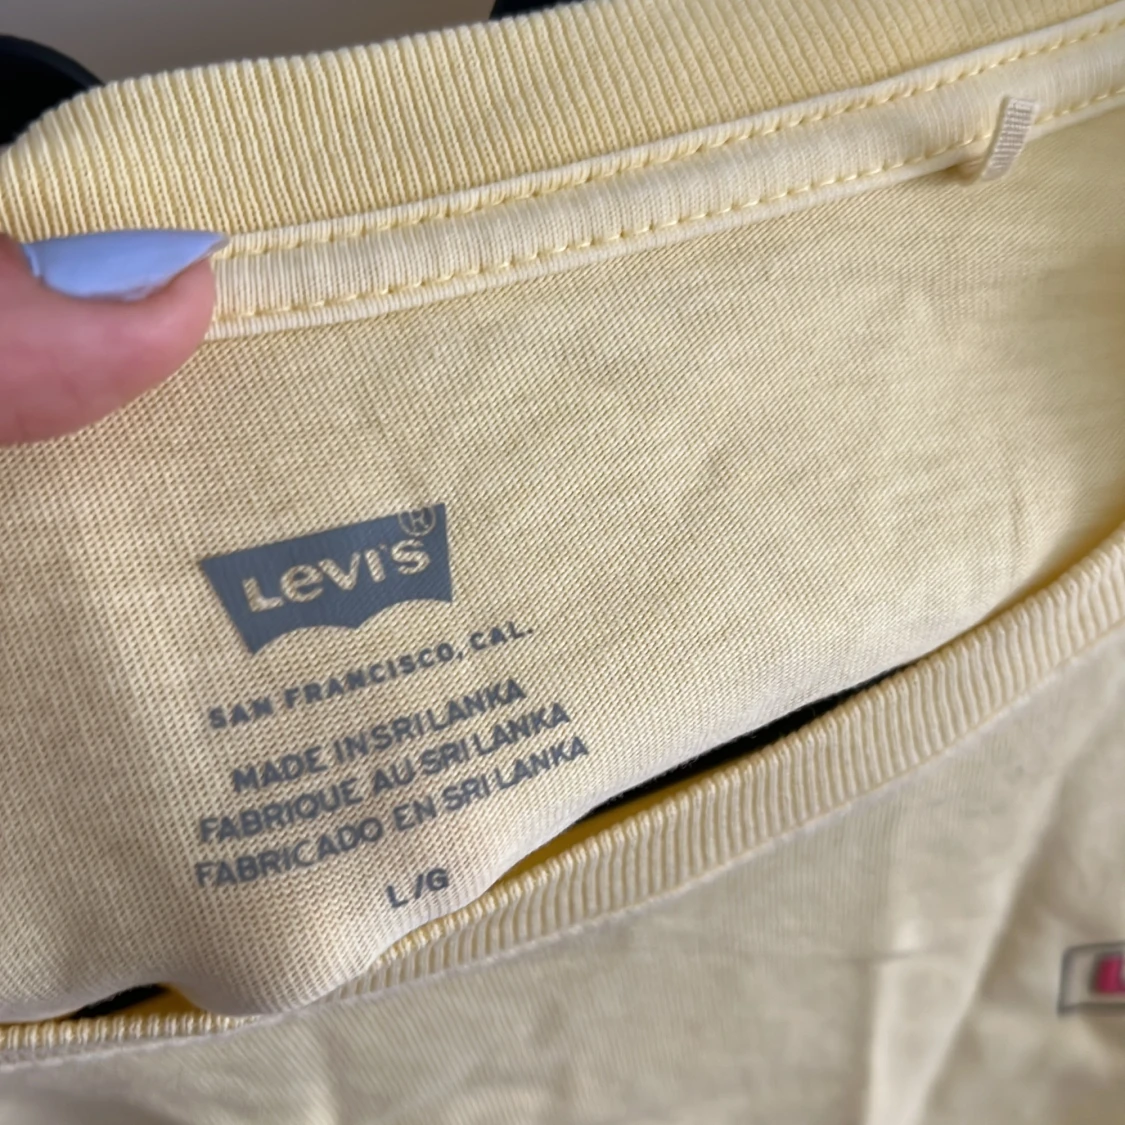 Levi's®
SAN FRANCISCO, CAL.
MADE IN SRI LANKA
FABRIQUE AU SRI LANKA
FABRICADO EN SRI LANKA
L/G